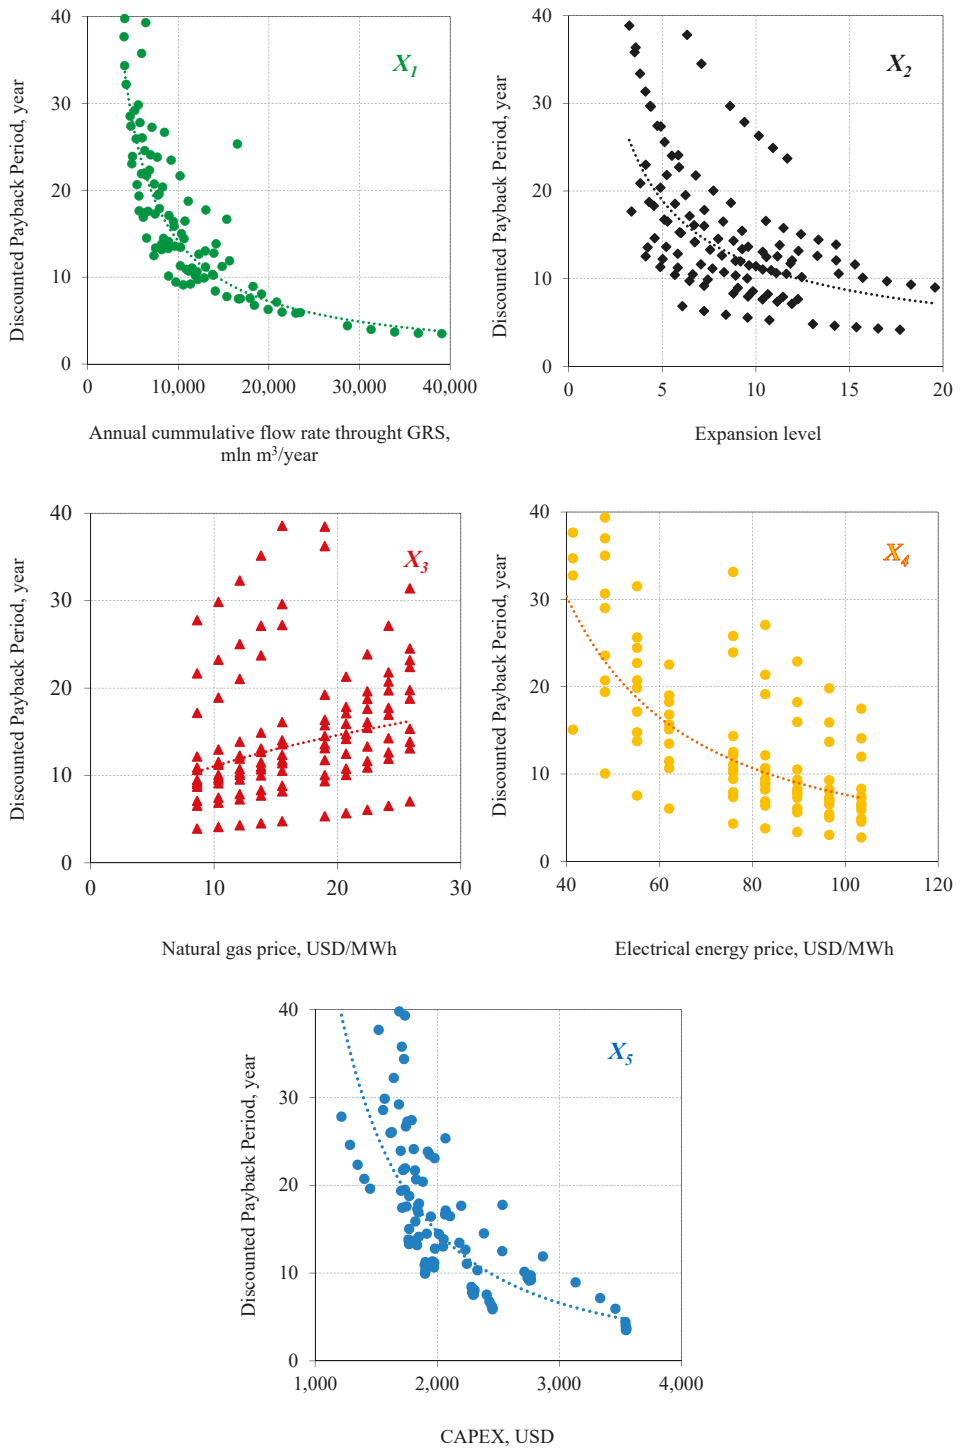 Discounted Payback Period, year
40
30
20
10
0
X1
0 10,000 20,000 30,000 40,000
Annual cummulative flow rate throught GRS,
mln m³/year
Discounted Payback Period, year
40
30
20
10
0
X2
0 5 10 15 20
Expansion level
Discounted Payback Period, year
40
30
20
10
0
X3
0 10 20 30
Natural gas price, USD/MWh
Discounted Payback Period, year
40
30
20
10
0
X4
40 60 80 100 120
Electrical energy price, USD/MWh
Discounted Payback Period, year
40
30
20
10
0
X5
1,000 2,000 3,000 4,000
CAPEX, USD